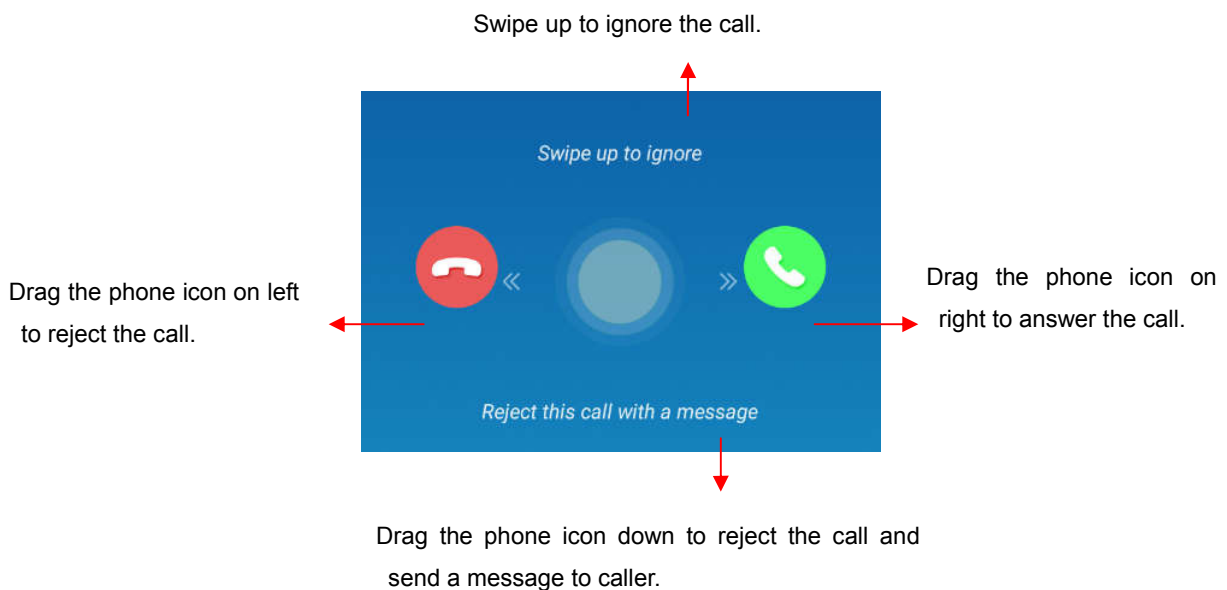 Swipe up to ignore the call.
Swipe up to ignore
Drag the phone icon on left
to reject the call.
Drag the phone icon on
right to answer the call.
Reject this call with a message
Drag the phone icon down to reject the call and
send a message to caller.